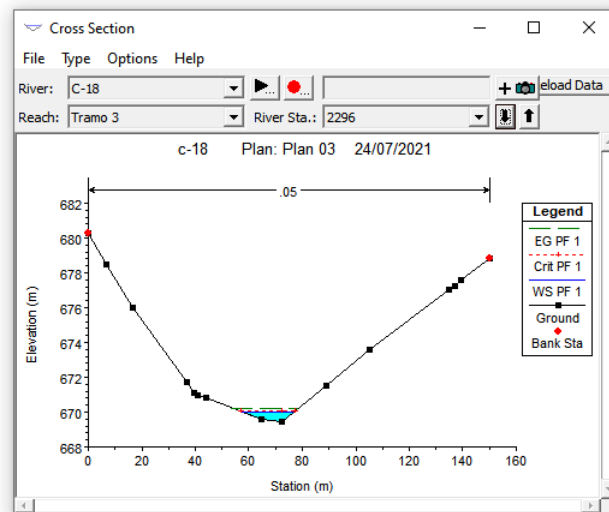 Cross Section
File Type Options Help
River: C-18 + eload Data
Reach: Tramo 3 River Sta.: 2296
c-18 Plan: Plan 03 24/07/2021
.05
Legend
EG PF 1
Crit PF 1
WS PF 1
Ground
Bank Sta
682
680
678
676
674
672
670
668
Elevation (m)
0 20 40 60 80 100 120 140 160
Station (m)